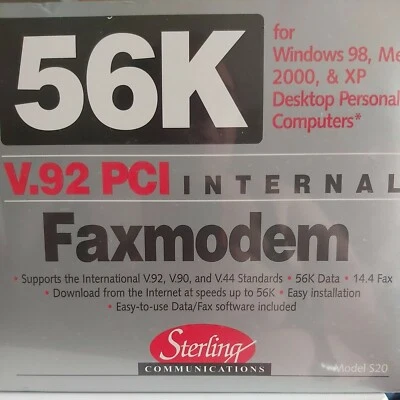 56K
for
Windows 98, Me
2000, & XP
Desktop Personal
Computers*
V.92 PCI INTERNAL
Faxmodem
• Supports the International V.92, V.90, and V.44 Standards • 56K Data • 14.4 Fax
• Download from the Internet at speeds up to 56K • Easy installation
• Easy-to-use Data/Fax software included
Sterling
COMMUNICATIONS
Model S20